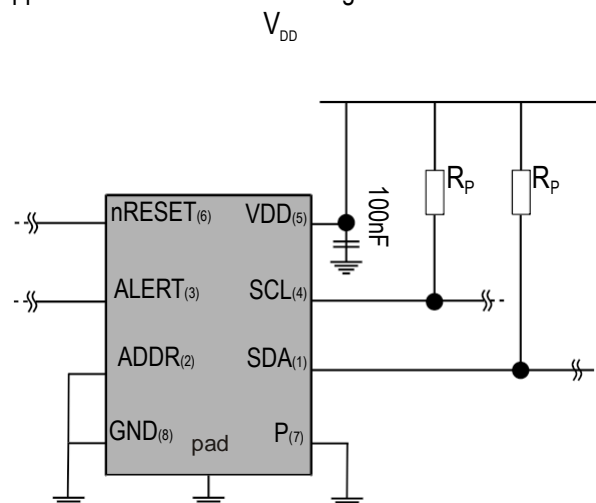 V_DD
R_P R_P
100nF
nRESET(6) VDD(5)
ALERT(3) SCL(4)
ADDR(2) SDA(1)
GND(8) pad P(7)